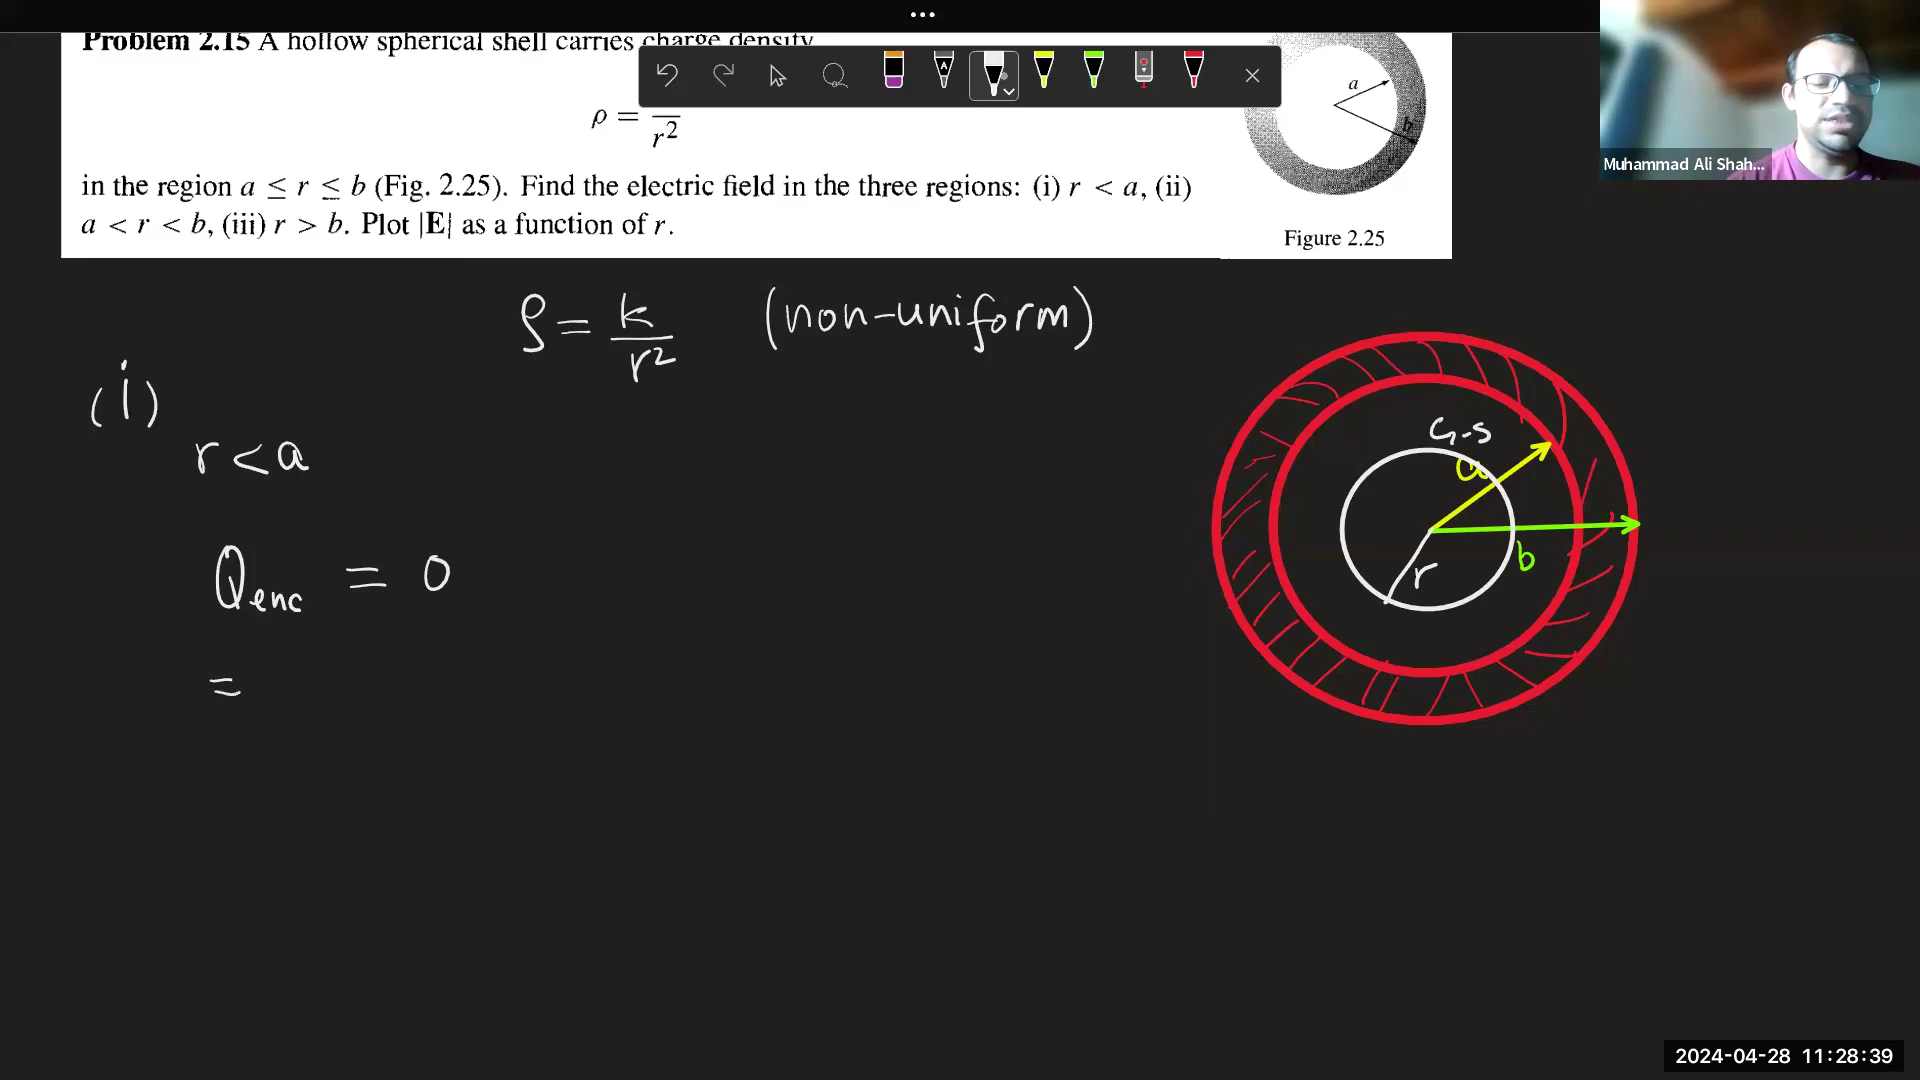 Problem 2.15 A hollow spherical shell carries charge density
ρ = — r²
a
b
in the region a ≤ r ≤ b (Fig. 2.25). Find the electric field in the three regions: (i) r < a, (ii)
a < r < b, (iii) r > b. Plot |E| as a function of r.
Figure 2.25
Muhammad Ali Shah...
ρ = k/r² (non-uniform)
(i)
r < a
Qenc = 0
=
G.S
a
b
r
2024-04-28 11:28:39